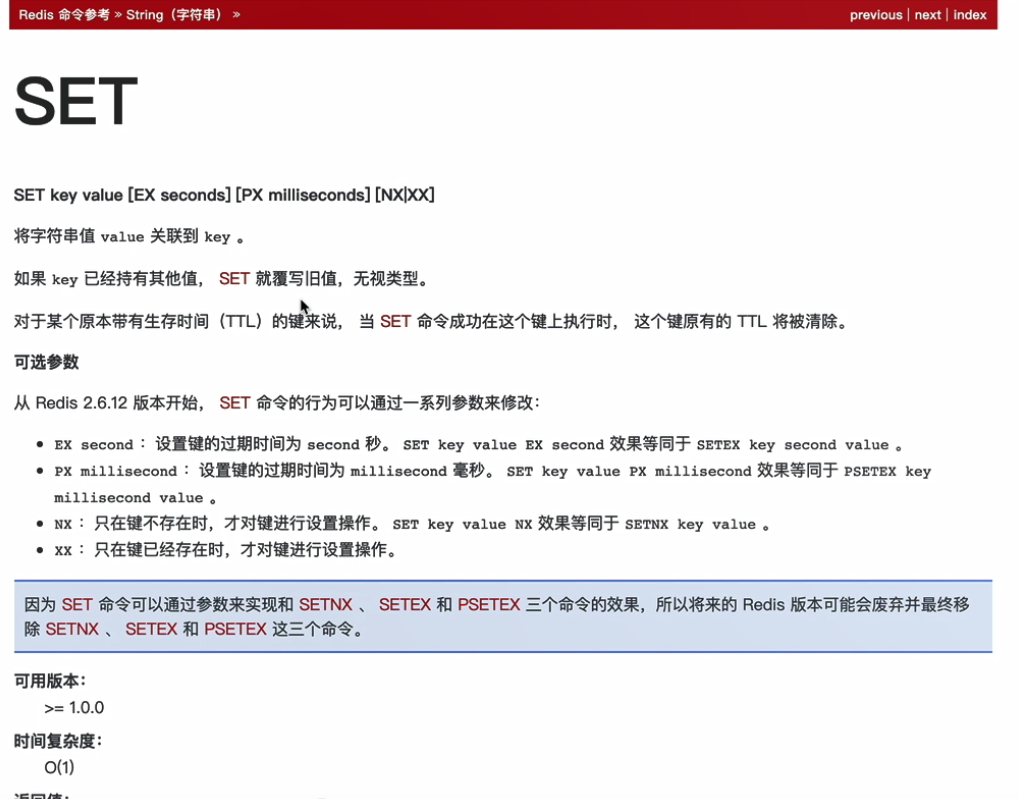 Redis 命令参考 » String（字符串） »
previous | next | index
SET
SET key value [EX seconds] [PX milliseconds] [NX|XX]
将字符串值 value 关联到 key 。
如果 key 已经持有其他值， SET 就覆写旧值，无视类型。
对于某个原本带有生存时间（TTL）的键来说， 当 SET 命令成功在这个键上执行时， 这个键原有的 TTL 将被清除。
可选参数
从 Redis 2.6.12 版本开始， SET 命令的行为可以通过一系列参数来修改：
EX second ： 设置键的过期时间为 second 秒。 SET key value EX second 效果等同于 SETEX key second value 。
PX millisecond ： 设置键的过期时间为 millisecond 毫秒。 SET key value PX millisecond 效果等同于 PSETEX key
millisecond value 。
NX ： 只在键不存在时，才对键进行设置操作。 SET key value NX 效果等同于 SETNX key value 。
XX ： 只在键已经存在时，才对键进行设置操作。
因为 SET 命令可以通过参数来实现和 SETNX 、 SETEX 和 PSETEX 三个命令的效果，所以将来的 Redis 版本可能会废弃并最终移
除 SETNX 、 SETEX 和 PSETEX 这三个命令。
可用版本：
>= 1.0.0
时间复杂度：
O(1)
返回值：